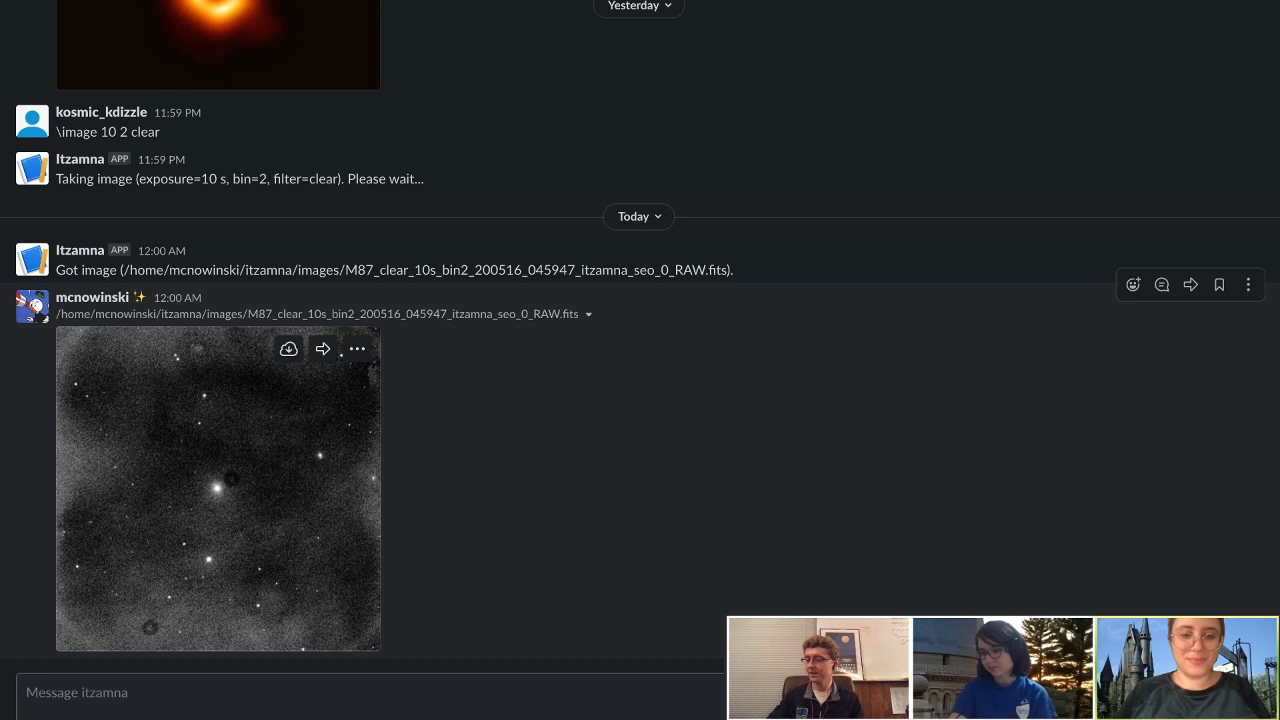 Yesterday
kosmic_kdizzle 11:59 PM
\image 10 2 clear
Itzamna APP 11:59 PM
Taking image (exposure=10 s, bin=2, filter=clear). Please wait...
Today
Itzamna APP 12:00 AM
Got image (/home/mcnowinski/itzamna/images/M87_clear_10s_bin2_200516_045947_itzamna_seo_0_RAW.fits).
mcnowinski ✨ 12:00 AM
/home/mcnowinski/itzamna/images/M87_clear_10s_bin2_200516_045947_itzamna_seo_0_RAW.fits
Message itzamna